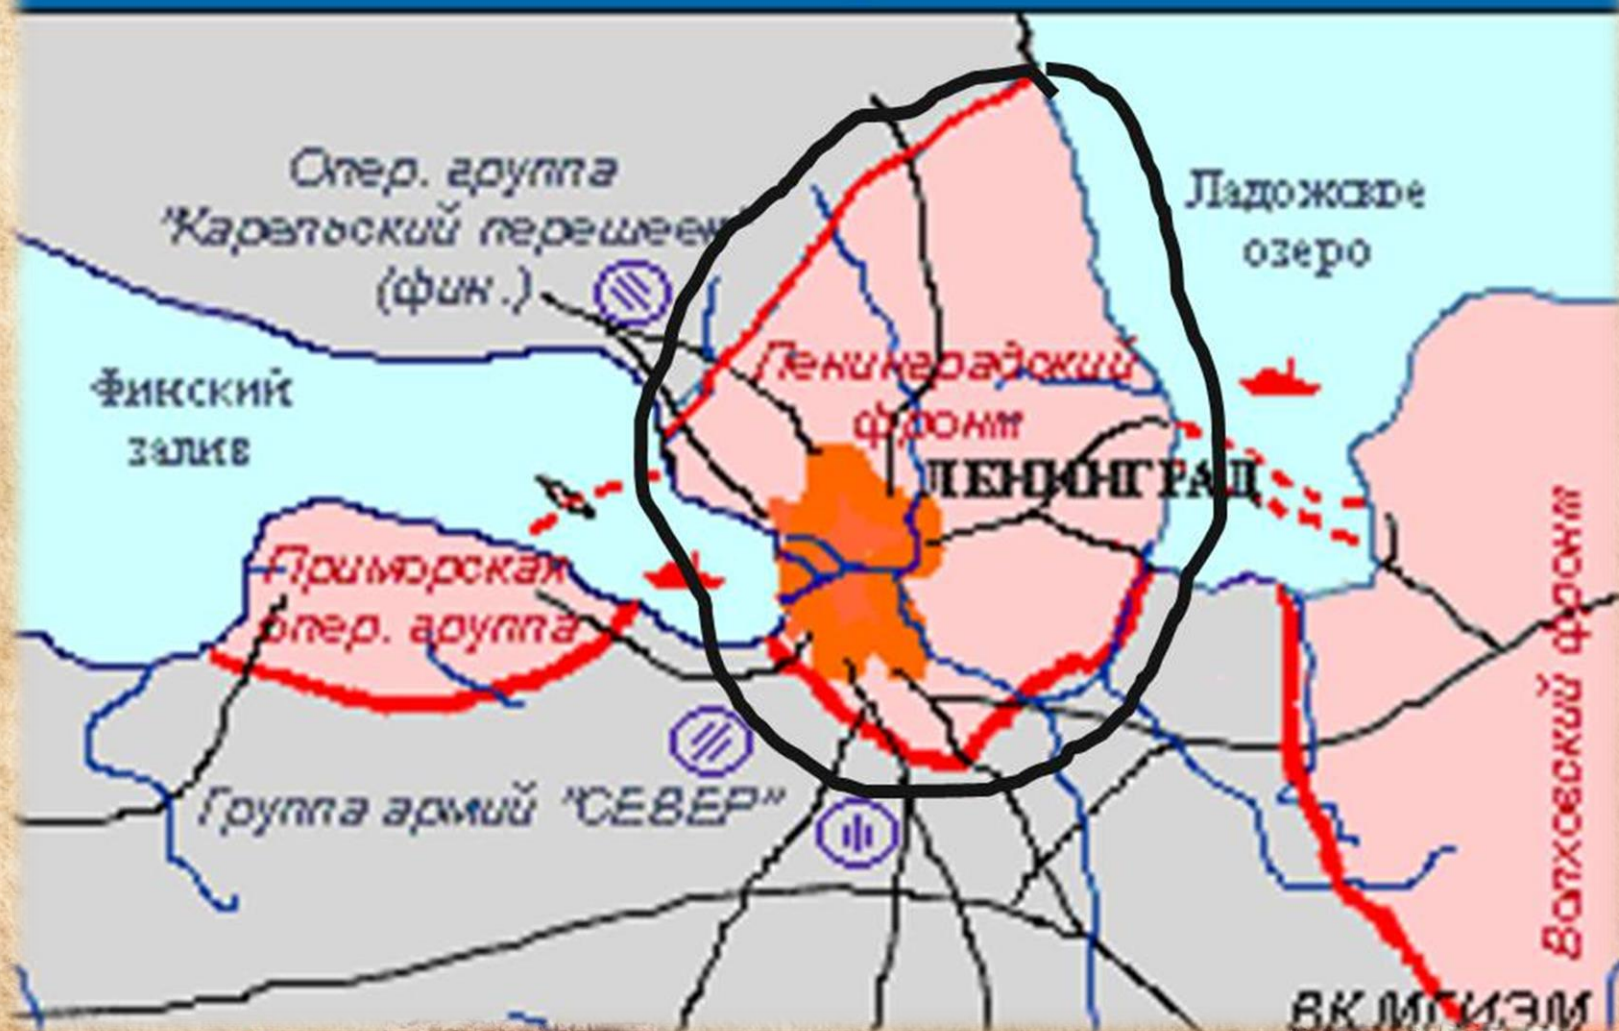 Опер. группа
"Карельский перешеек"
(фин.)
Ладожское
озеро
Финский
залив
Ленинградский
фронт
ЛЕНИНГРАД
Приморская
опер. группа
Группа армий "СЕВЕР"
Волховский фронт
ВК МГИЭМ